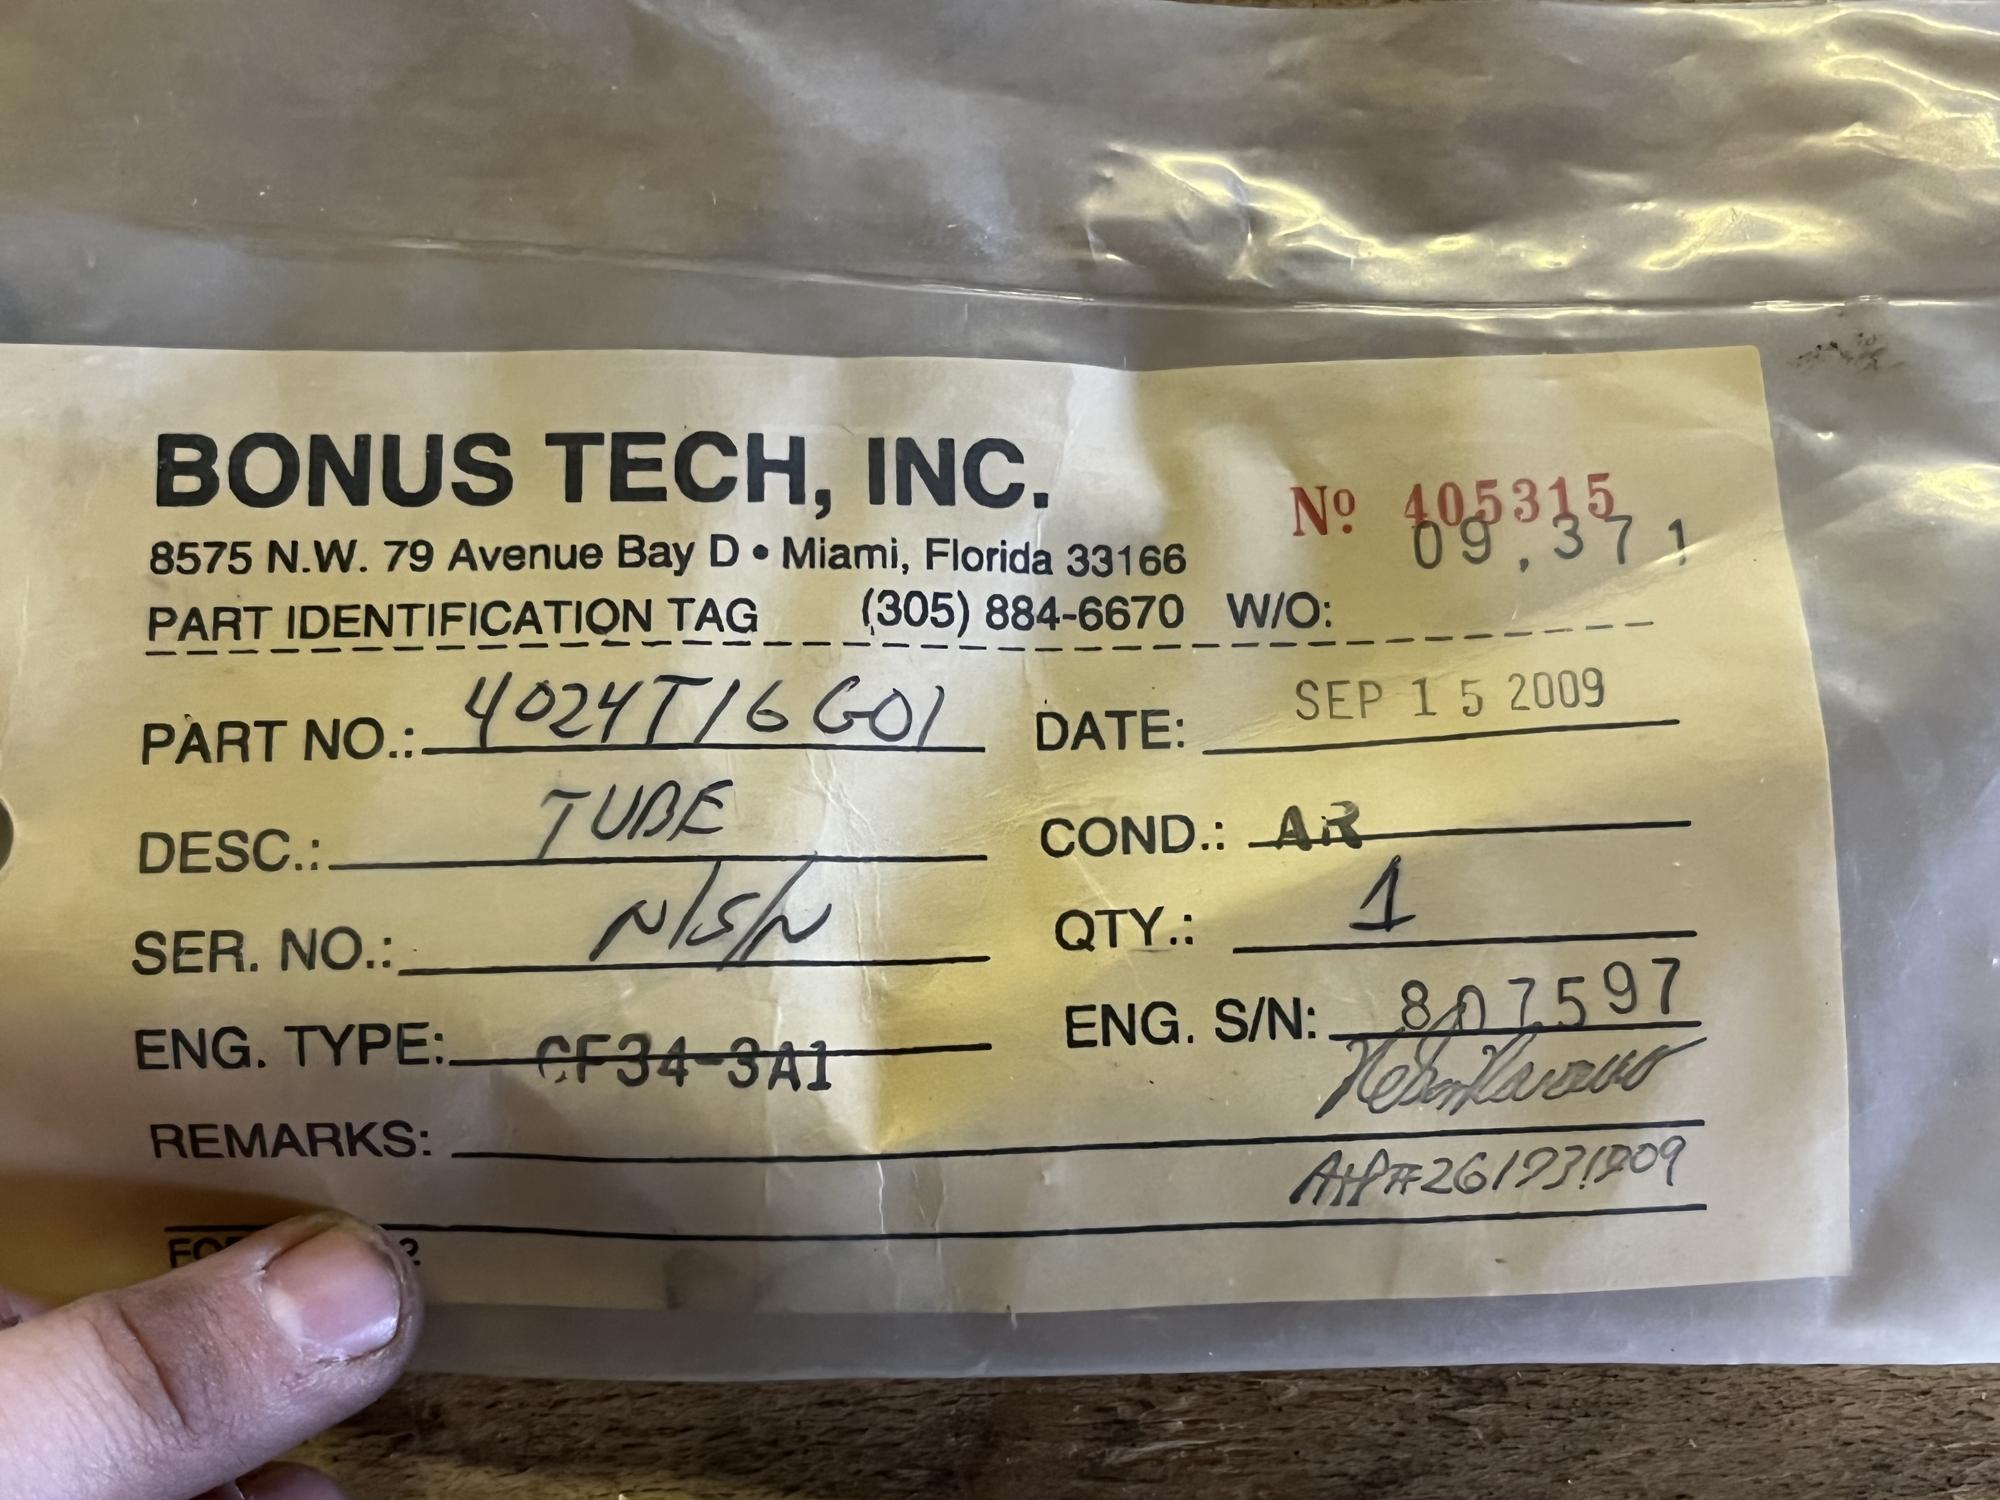 BONUS TECH, INC.
Nº 405315
8575 N.W. 79 Avenue Bay D • Miami, Florida 33166
09,371
PART IDENTIFICATION TAG (305) 884-6670 W/O:
PART NO.: 4024T16G01 DATE: SEP 15 2009
DESC.: TUBE COND.: AR
SER. NO.: N/S/N QTY.: 1
ENG. TYPE: CF34-3A1 ENG. S/N: 807597
REMARKS: